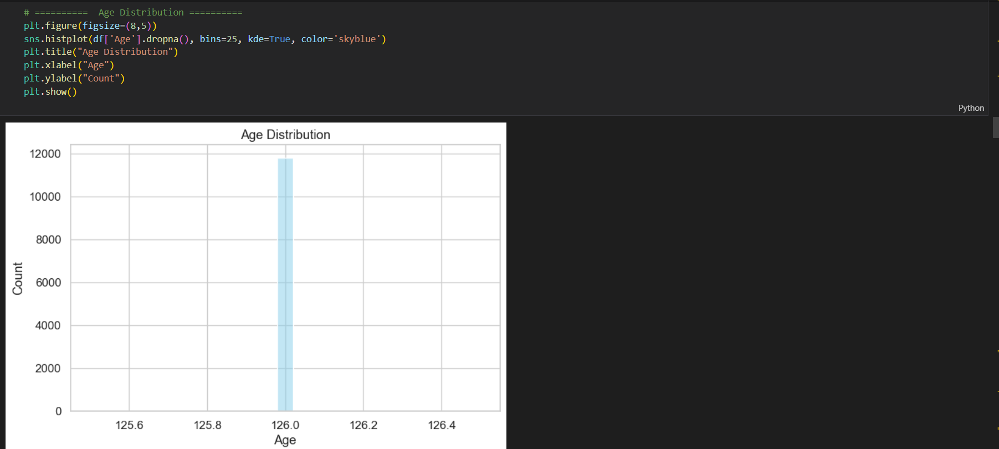 # ==========  Age Distribution ==========
plt.figure(figsize=(8,5))
sns.histplot(df['Age'].dropna(), bins=25, kde=True, color='skyblue')
plt.title("Age Distribution")
plt.xlabel("Age")
plt.ylabel("Count")
plt.show()
Python
Age Distribution
12000
10000
8000
6000
4000
2000
0
Count
125.6 125.8 126.0 126.2 126.4
Age